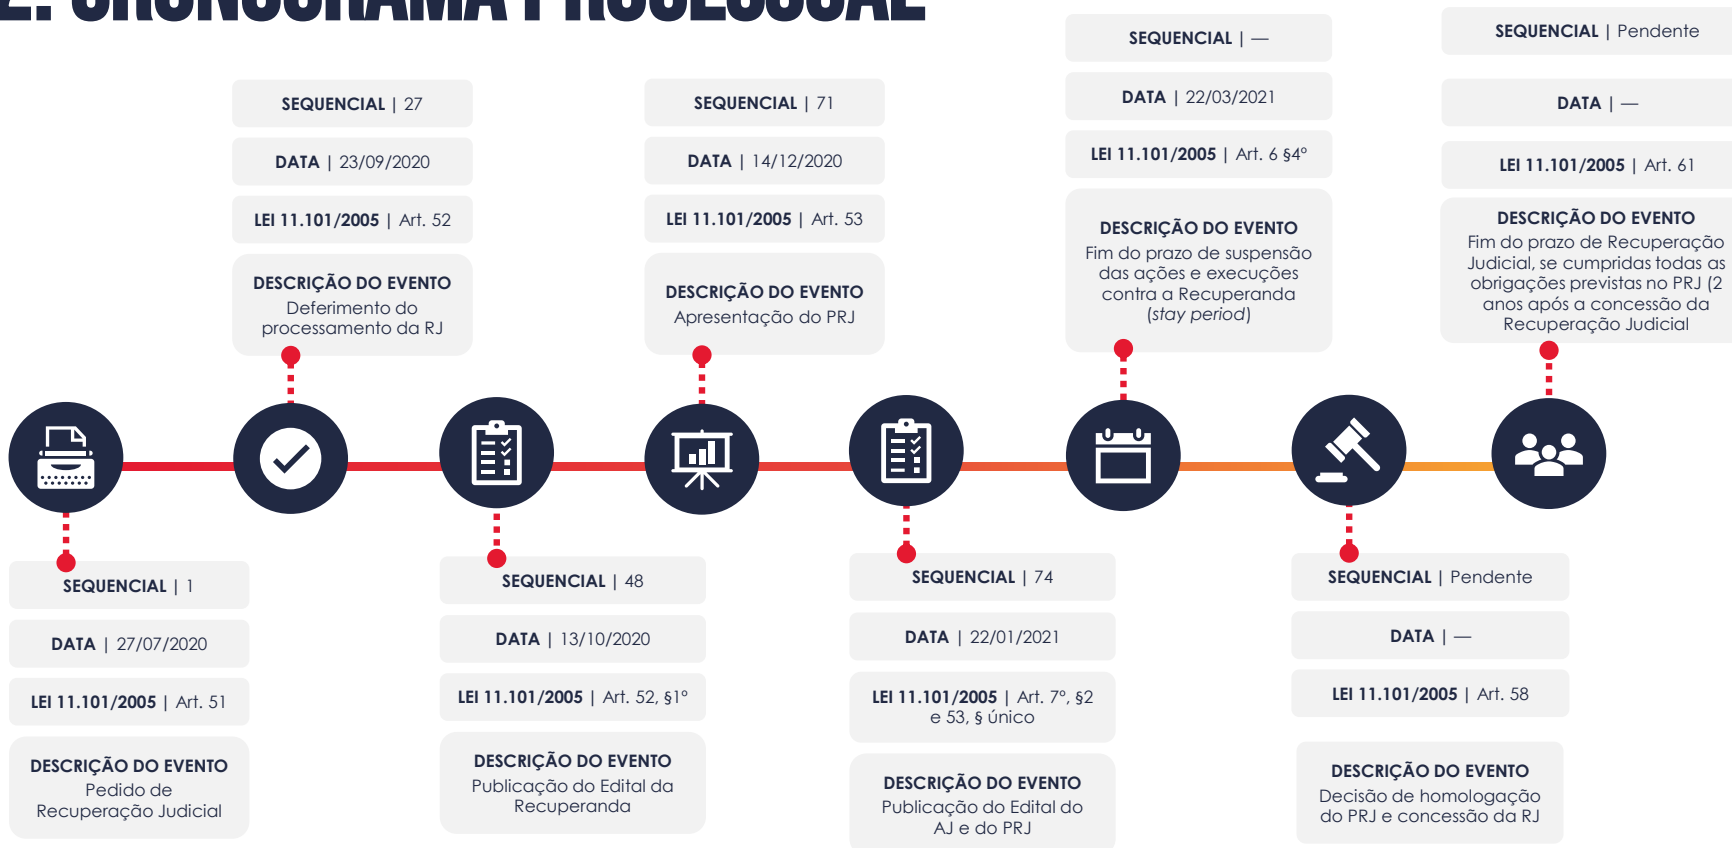 2. CRONOGRAMA PROCESSUAL
SEQUENCIAL | 1
DATA | 27/07/2020
LEI 11.101/2005 | Art. 51
DESCRIÇÃO DO EVENTO
Pedido de
Recuperação Judicial
SEQUENCIAL | 27
DATA | 23/09/2020
LEI 11.101/2005 | Art. 52
DESCRIÇÃO DO EVENTO
Deferimento do
processamento da RJ
SEQUENCIAL | 48
DATA | 13/10/2020
LEI 11.101/2005 | Art. 52, §1º
DESCRIÇÃO DO EVENTO
Publicação do Edital da
Recuperanda
SEQUENCIAL | 71
DATA | 14/12/2020
LEI 11.101/2005 | Art. 53
DESCRIÇÃO DO EVENTO
Apresentação do PRJ
SEQUENCIAL | 74
DATA | 22/01/2021
LEI 11.101/2005 | Art. 7º, §2
e 53, § único
DESCRIÇÃO DO EVENTO
Publicação do Edital do
AJ e do PRJ
SEQUENCIAL | —
DATA | 22/03/2021
LEI 11.101/2005 | Art. 6 §4º
DESCRIÇÃO DO EVENTO
Fim do prazo de suspensão
das ações e execuções
contra a Recuperanda
(stay period)
SEQUENCIAL | Pendente
DATA | —
LEI 11.101/2005 | Art. 58
DESCRIÇÃO DO EVENTO
Decisão de homologação
do PRJ e concessão da RJ
SEQUENCIAL | Pendente
DATA | —
LEI 11.101/2005 | Art. 61
DESCRIÇÃO DO EVENTO
Fim do prazo de Recuperação
Judicial, se cumpridas todas as
obrigações previstas no PRJ (2
anos após a concessão da
Recuperação Judicial